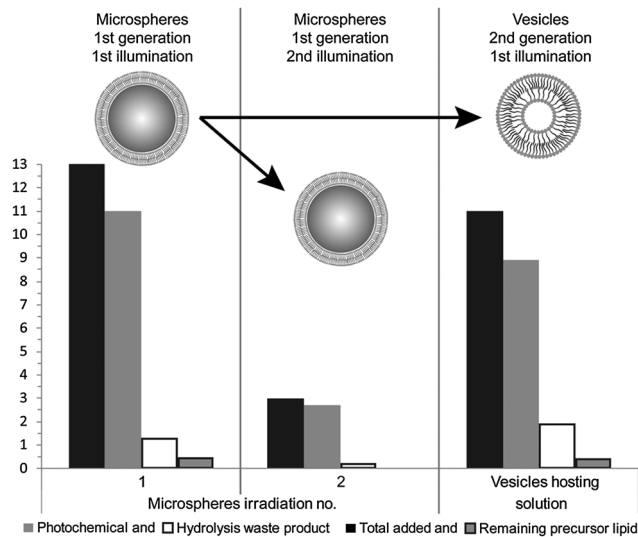 Microspheres
1st generation
1st illumination
Microspheres
1st generation
2nd illumination
Vesicles
2nd generation
1st illumination
13
12
11
10
9
8
7
6
5
4
3
2
1
0
1
2
Vesicles hosting
solution
Microspheres irradiation no.
Photochemical and Hydrolysis waste product Total added and Remaining precursor lipid